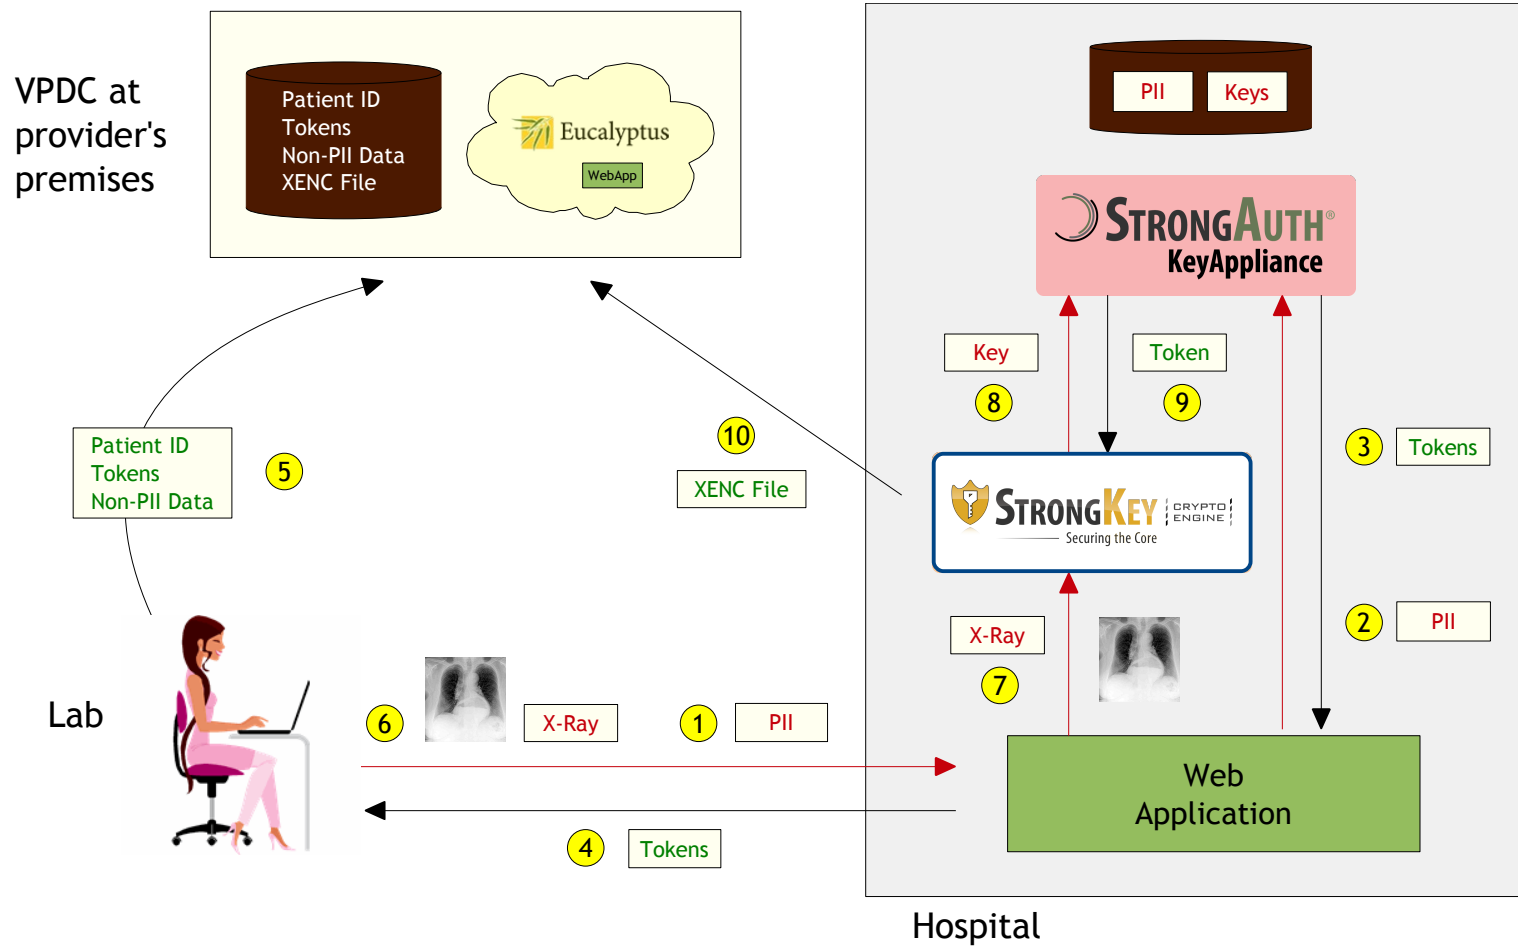 VPDC at
provider's
premises
Patient ID
Tokens
Non-PII Data
XENC File
Eucalyptus
WebApp
PII
Keys
STRONGAUTH®
KeyAppliance
Key
8
Token
9
3
Tokens
Patient ID
Tokens
Non-PII Data
5
10
XENC File
STRONGKEY
CRYPTO
ENGINE
Securing the Core
2
PII
X-Ray
7
Lab
6
X-Ray
1
PII
Web
Application
4
Tokens
Hospital